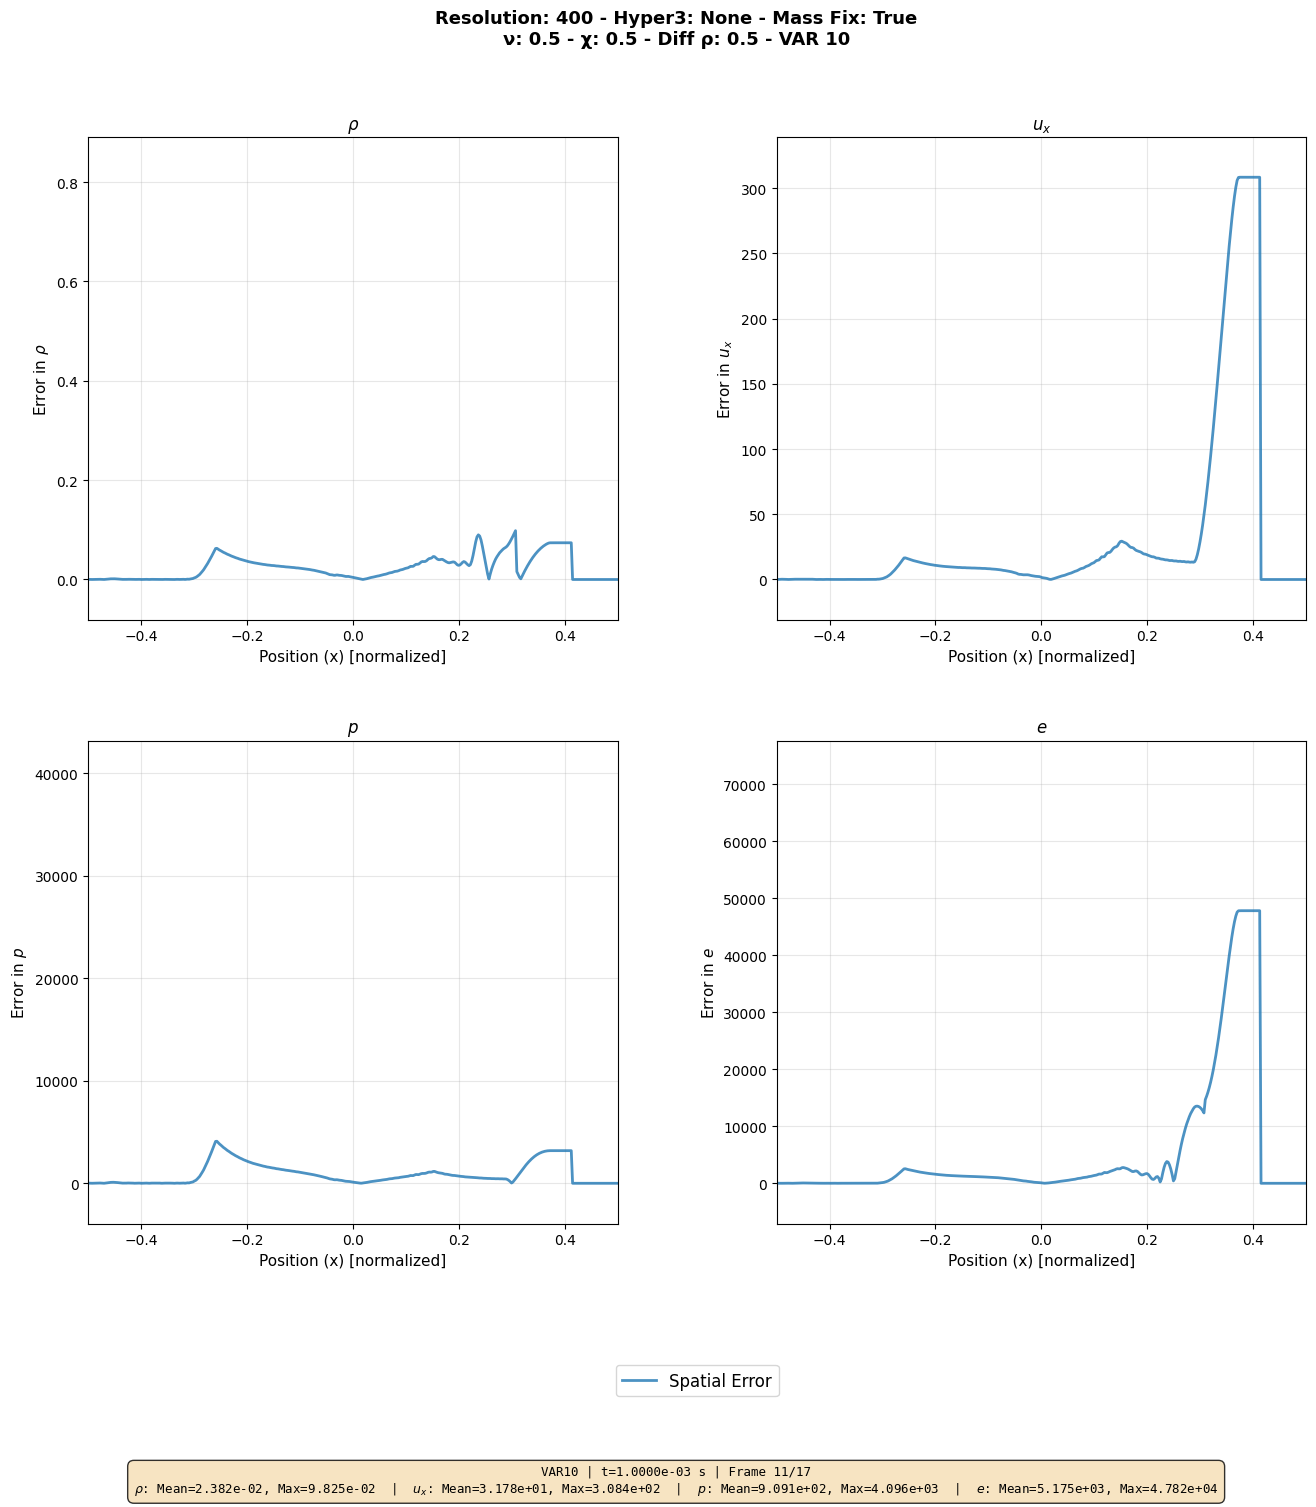 Resolution: 400 - Hyper3: None - Mass Fix: True
ν: 0.5 - χ: 0.5 - Diff ρ: 0.5 - VAR 10
ρ
Error in ρ
0.8
0.6
0.4
0.2
0.0
−0.4 −0.2 0.0 0.2 0.4
Position (x) [normalized]
uₓ
Error in uₓ
300
250
200
150
100
50
0
−0.4 −0.2 0.0 0.2 0.4
Position (x) [normalized]
p
Error in p
40000
30000
20000
10000
0
−0.4 −0.2 0.0 0.2 0.4
Position (x) [normalized]
e
Error in e
70000
60000
50000
40000
30000
20000
10000
0
−0.4 −0.2 0.0 0.2 0.4
Position (x) [normalized]
Spatial Error
VAR10 | t=1.0000e-03 s | Frame 11/17
ρ: Mean=2.382e-02, Max=9.825e-02 | uₓ: Mean=3.178e+01, Max=3.084e+02 | p: Mean=9.091e+02, Max=4.096e+03 | e: Mean=5.175e+03, Max=4.782e+04